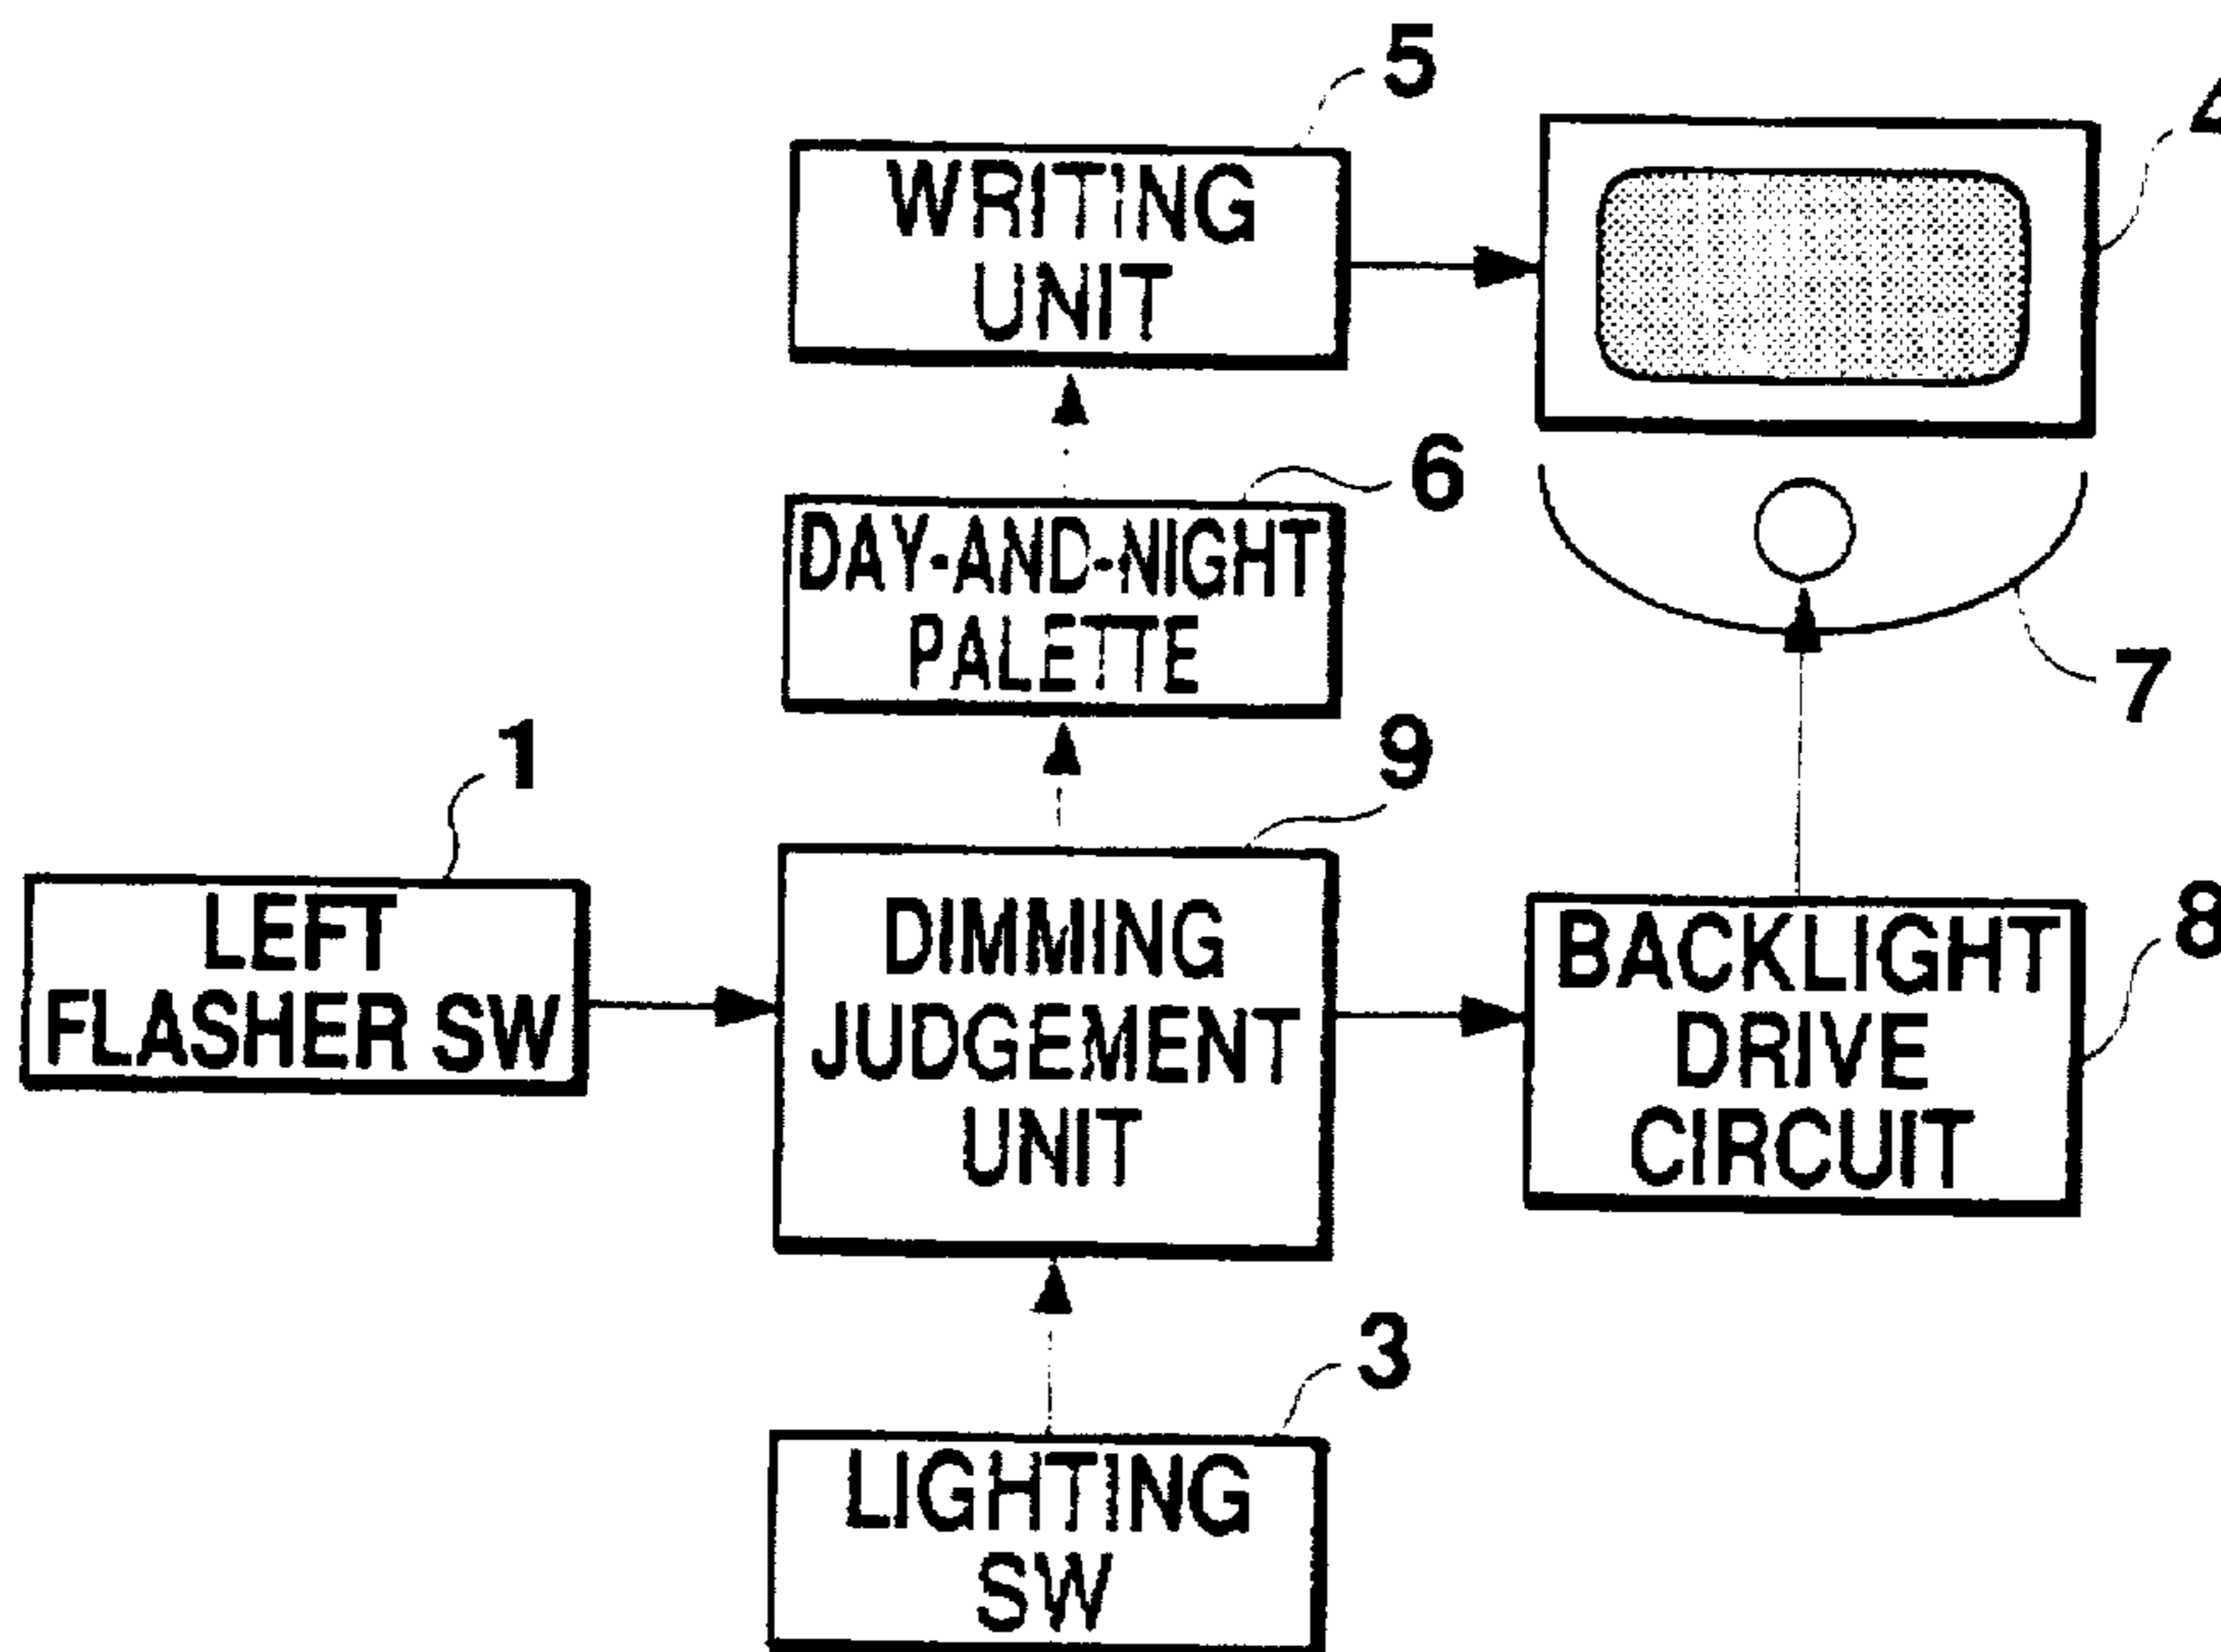 5
4
WRITING
UNIT
6
DAY-AND-NIGHT
PALETTE
7
1
9
LEFT
FLASHER SW
DIMMING
JUDGEMENT
UNIT
8
BACKLIGHT
DRIVE
CIRCUIT
3
LIGHTING
SW